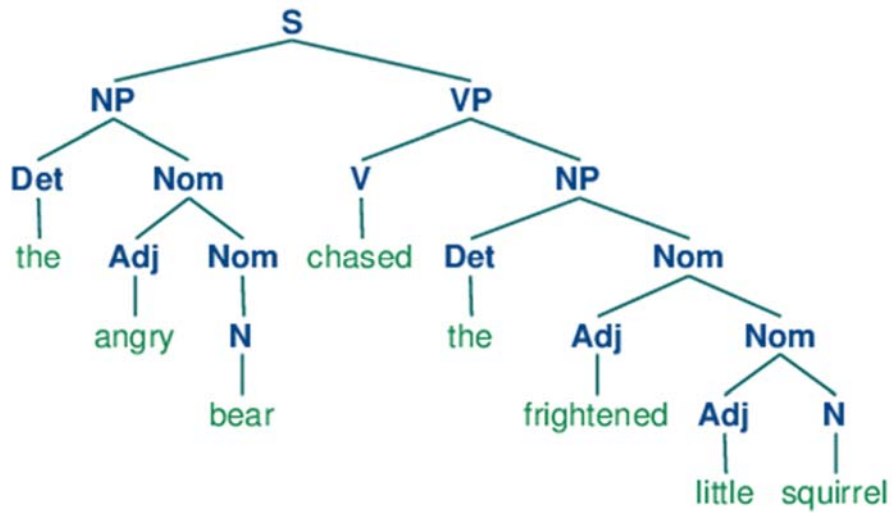 S
NP VP
Det Nom V NP
the Adj Nom chased Det Nom
angry N the Adj Nom
bear frightened Adj N
little squirrel